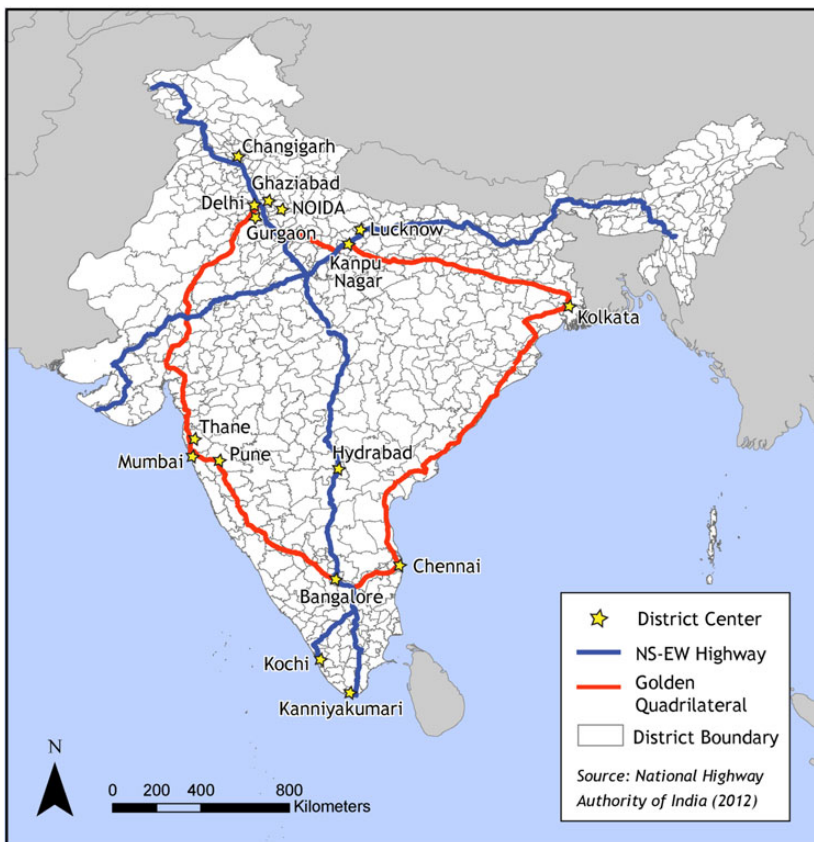 Changigarh
Ghaziabad
Delhi
NOIDA
Gurgaon
Lucknow
Kanpu
Nagar
Kolkata
Thane
Mumbai
Pune
Hydrabad
Chennai
Bangalore
Kochi
Kanniyakumari
District Center
NS-EW Highway
Golden
Quadrilateral
District Boundary
Source: National Highway
Authority of India (2012)
N
0 200 400 800
Kilometers